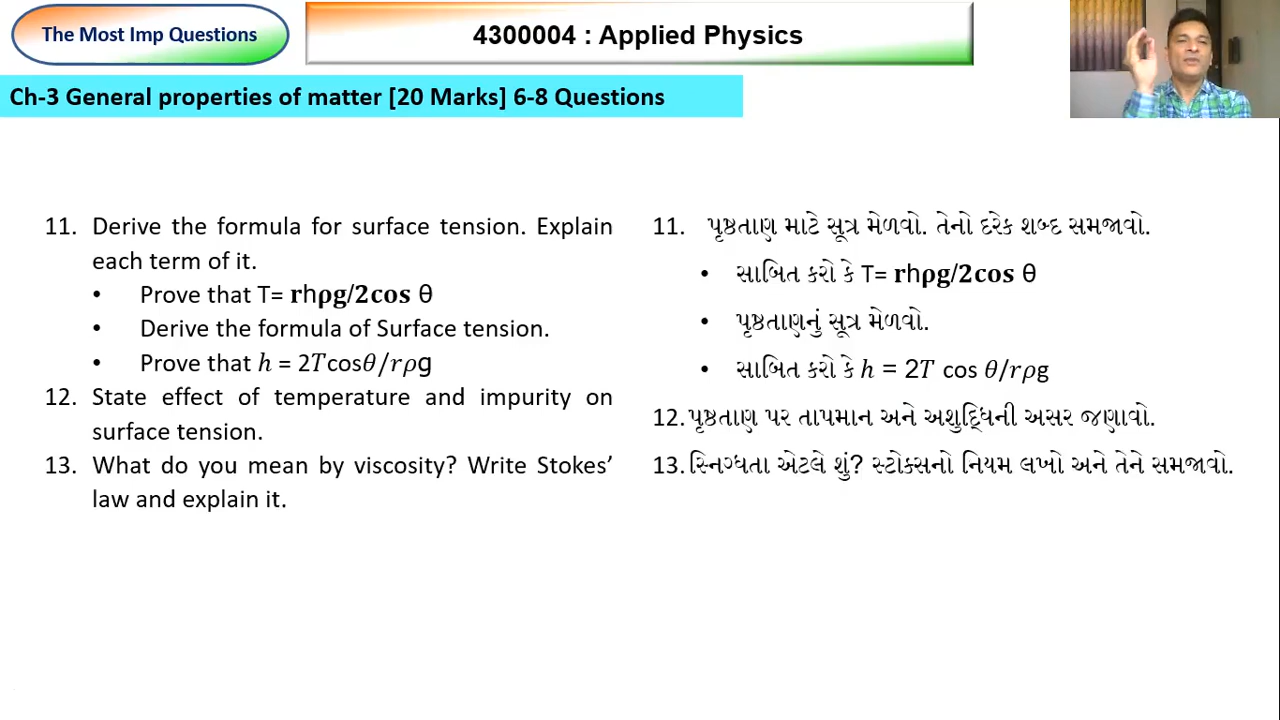 The Most Imp Questions
4300004 : Applied Physics
Ch-3 General properties of matter [20 Marks] 6-8 Questions
11. Derive the formula for surface tension. Explain
each term of it.
• Prove that T= rhρg/2cos θ
• Derive the formula of Surface tension.
• Prove that h = 2Tcosθ/rρg
12. State effect of temperature and impurity on
surface tension.
13. What do you mean by viscosity? Write Stokes’
law and explain it.
11. પૃષ્ઠતાણ માટે સૂત્ર મેળવો. તેનો દરેક શબ્દ સમજાવો.
• સાબિત કરો કે T= rhρg/2cos θ
• પૃષ્ઠતાણનું સૂત્ર મેળવો.
• સાબિત કરો કે h = 2T cos θ/rρg
12. પૃષ્ઠતાણ પર તાપમાન અને અશુદ્ધિની અસર જણાવો.
13. સ્નિગ્ધતા એટલે શું? સ્ટોક્સનો નિયમ લખો અને તેને સમજાવો.